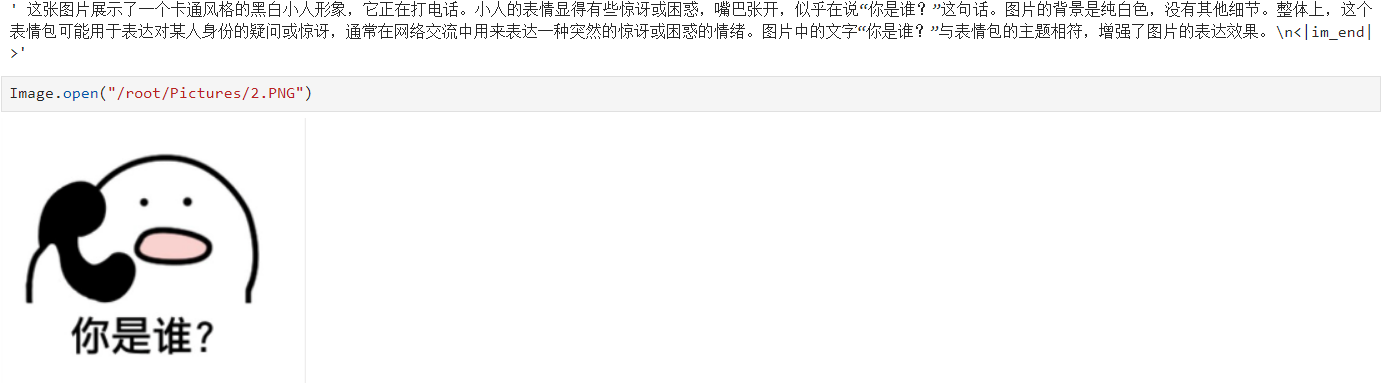 ' 这张图片展示了一个卡通风格的黑白小人形象，它正在打电话。小人的表情显得有些惊讶或困惑，嘴巴张开，似乎在说“你是谁？”这句话。图片的背景是纯白色，没有其他细节。整体上，这个
表情包可能用于表达对某人身份的疑问或惊讶，通常在网络交流中用来表达一种突然的惊讶或困惑的情绪。图片中的文字“你是谁？”与表情包的主题相符，增强了图片的表达效果。\n<|im_end|
>'
Image.open("/root/Pictures/2.PNG")
你是谁？